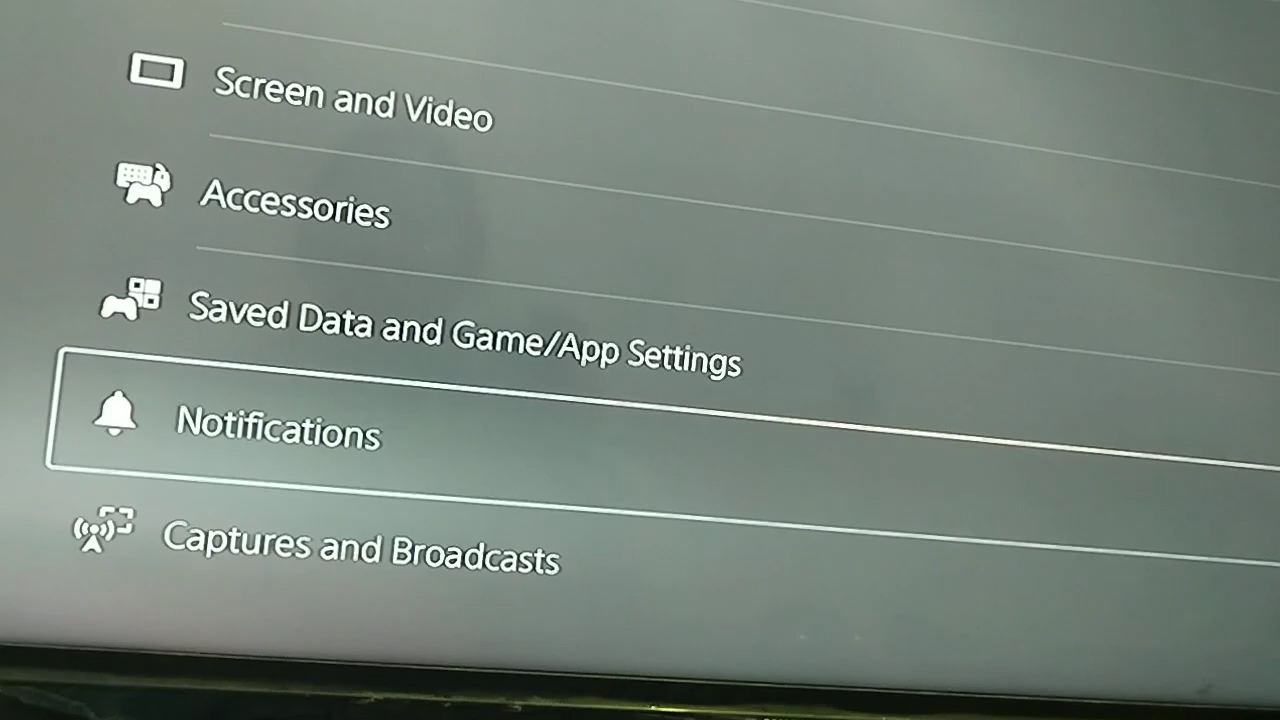 Screen and Video
Accessories
Saved Data and Game/App Settings
Notifications
Captures and Broadcasts